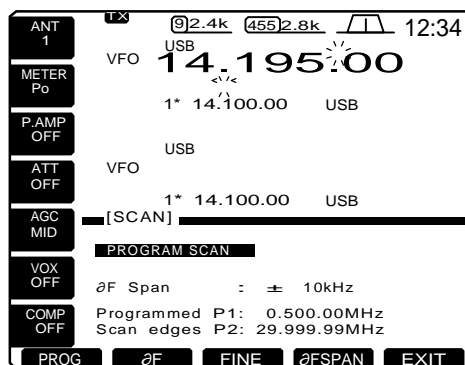 ANT
1
TX
9 2.4k 455 2.8k 12:34
USB
VFO 14.195.00
METER
Po
1* 14.100.00 USB
P.AMP
OFF
USB
ATT
OFF
VFO
1* 14.100.00 USB
AGC
MID
[SCAN]
PROGRAM SCAN
VOX
OFF
∂F Span : ± 10kHz
COMP
OFF
Programmed P1: 0.500.00MHz
Scan edges P2: 29.999.99MHz
PROG ∂F FINE ∂FSPAN EXIT